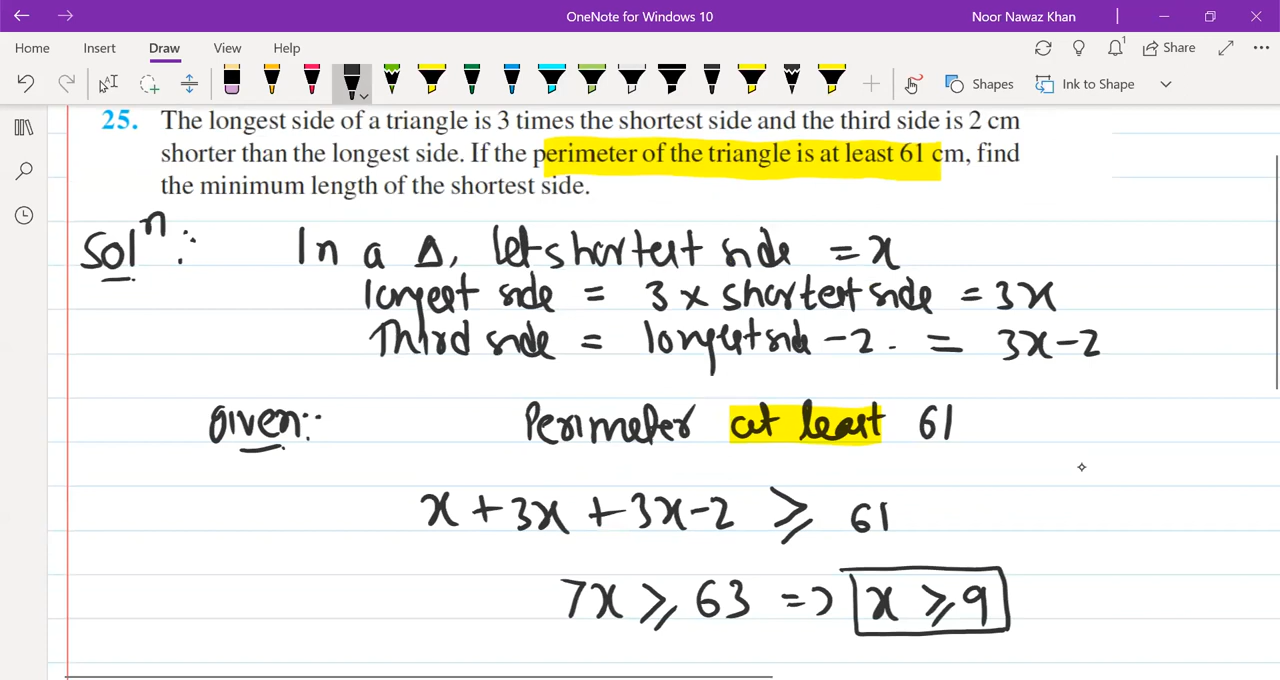 OneNote for Windows 10
Noor Nawaz Khan
Home Insert Draw View Help
1
Share
Shapes
Ink to Shape
25. The longest side of a triangle is 3 times the shortest side and the third side is 2 cm
shorter than the longest side. If the perimeter of the triangle is at least 61 cm, find
the minimum length of the shortest side.
Solⁿ: In a Δ, let shortest side = x
longest side = 3 x shortest side = 3x
Third side = longest side - 2. = 3x-2
Given:- Perimeter at least 61
x + 3x + 3x-2 ⩾ 61
7x ⩾ 63 => x ⩾ 9